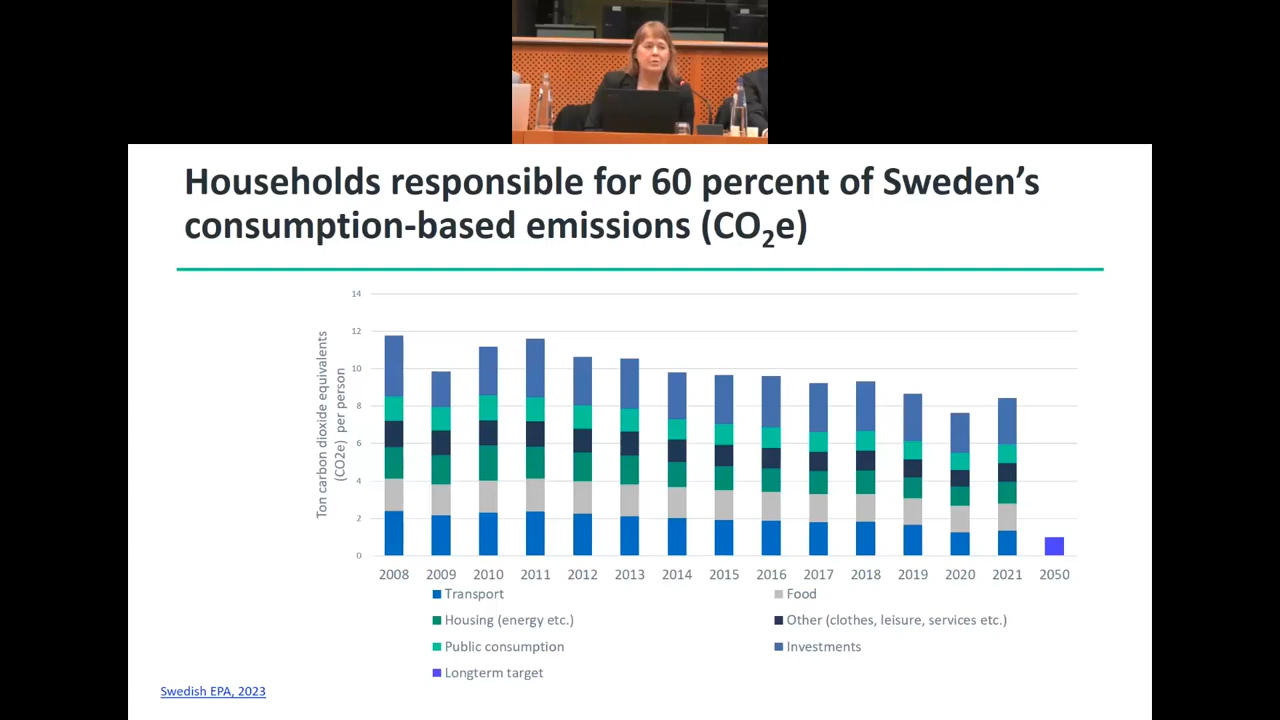 Households responsible for 60 percent of Sweden's
consumption-based emissions (CO₂e)
Ton carbon dioxide equivalents
(CO2e) per person
14
12
10
8
6
4
2
0
2008 2009 2010 2011 2012 2013 2014 2015 2016 2017 2018 2019 2020 2021 2050
Transport Food
Housing (energy etc.) Other (clothes, leisure, services etc.)
Public consumption Investments
Longterm target
Swedish EPA, 2023